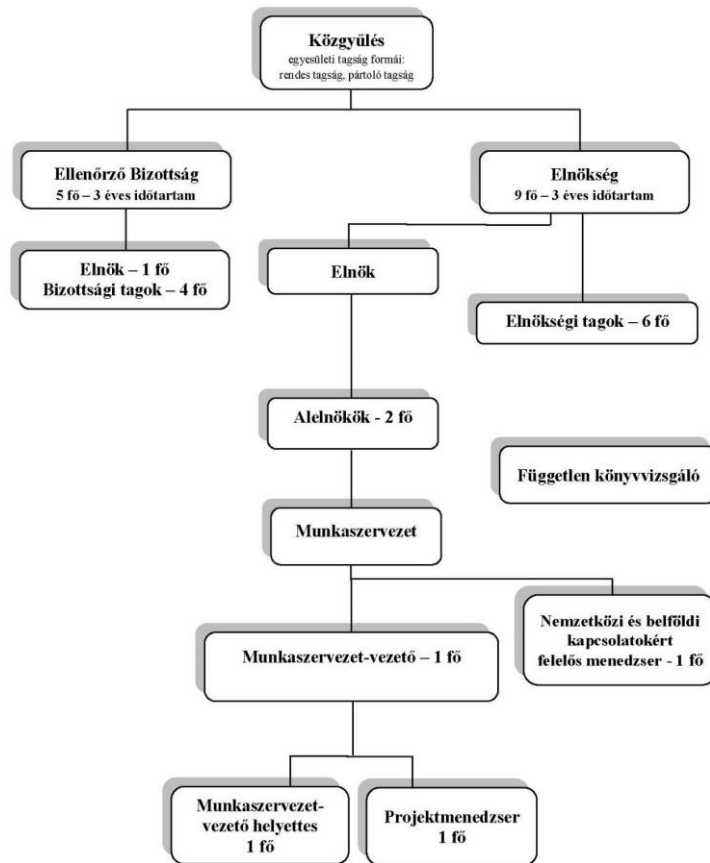 Közgyűlés
egyesületi tagság formái:
rendes tagság, pártoló tagság
Ellenőrző Bizottság
5 fő – 3 éves időtartam
Elnökség
9 fő – 3 éves időtartam
Elnök – 1 fő
Bizottsági tagok – 4 fő
Elnök
Elnökségi tagok – 6 fő
Alelnökök - 2 fő
Független könyvvizsgáló
Munkaszervezet
Nemzetközi és belföldi
kapcsolatokért
felelős menedzser - 1 fő
Munkaszervezet-vezető – 1 fő
Munkaszervezet-
vezető helyettes
1 fő
Projektmenedzser
1 fő